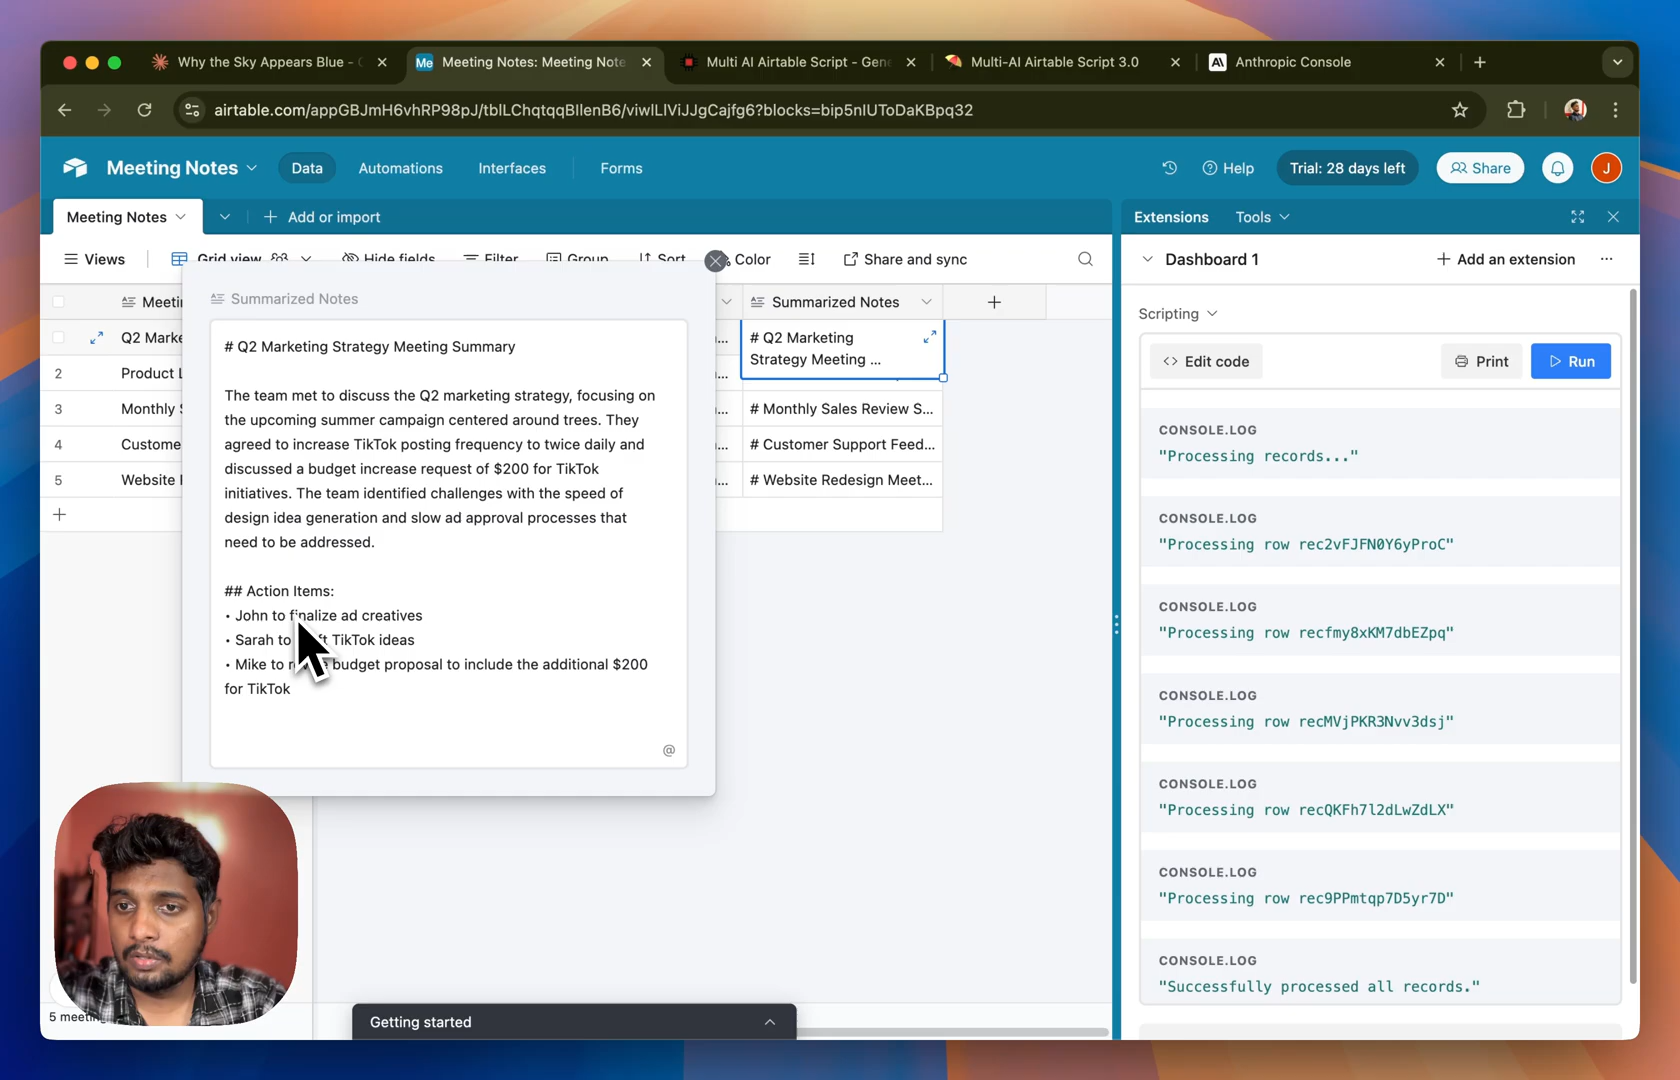 Why the Sky Appears Blue -
Me
Meeting Notes: Meeting Note
Multi AI Airtable Script - Gene
Multi-AI Airtable Script 3.0
Anthropic Console
airtable.com/appGBJmH6vhRP98pJ/tblLChqtqqBIlenB6/viwlLlViJJgCajfg6?blocks=bip5nIUToDaKBpq32
Meeting Notes
Data
Automations
Interfaces
Forms
Help
Trial: 28 days left
Share
J
Meeting Notes
Add or import
Extensions
Tools
Views
Grid view
Hide fields
Filter
Group
Sort
Color
Share and sync
Dashboard 1
Add an extension
Meeti
Summarized Notes
Q2 Marke
# Q2 Marketing
Strategy Meeting ...
2
Product L
3
Monthly S
# Monthly Sales Review S...
4
Custome
# Customer Support Feed...
5
Website
# Website Redesign Meet...
Summarized Notes
# Q2 Marketing Strategy Meeting Summary
The team met to discuss the Q2 marketing strategy, focusing on
the upcoming summer campaign centered around trees. They
agreed to increase TikTok posting frequency to twice daily and
discussed a budget increase request of $200 for TikTok
initiatives. The team identified challenges with the speed of
design idea generation and slow ad approval processes that
need to be addressed.
## Action Items:
• John to finalize ad creatives
• Sarah to ft TikTok ideas
• Mike to budget proposal to include the additional $200
for TikTok
@
Scripting
<> Edit code
Print
Run
CONSOLE.LOG
"Processing records..."
CONSOLE.LOG
"Processing row rec2vFJFN0Y6yProC"
CONSOLE.LOG
"Processing row recfmy8xKM7dbEZpq"
CONSOLE.LOG
"Processing row recMVjPKR3Nvv3dsj"
CONSOLE.LOG
"Processing row recQKFh7l2dLwZdLX"
CONSOLE.LOG
"Processing row rec9PPmtqp7D5yr7D"
CONSOLE.LOG
"Successfully processed all records."
5 meetin
Getting started